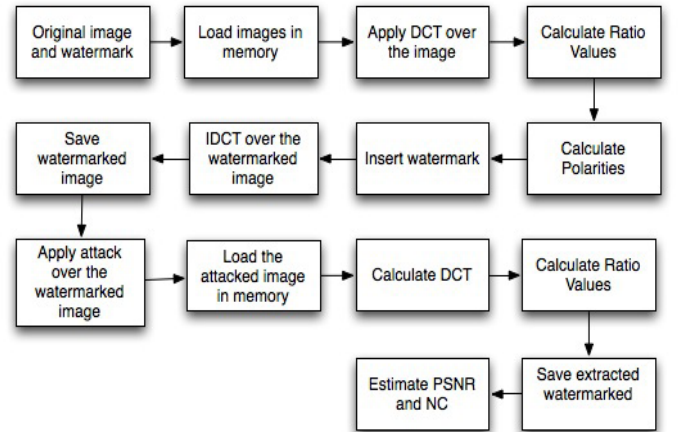 Original image
and watermark
Load images in
memory
Apply DCT over
the image
Calculate Ratio
Values
Save
watermarked
image
IDCT over the
watermarked
image
Insert watermark
Calculate
Polarities
Apply attack
over the
watermarked
image
Load the
attacked image
in memory
Calculate DCT
Calculate Ratio
Values
Estimate PSNR
and NC
Save extracted
watermarked